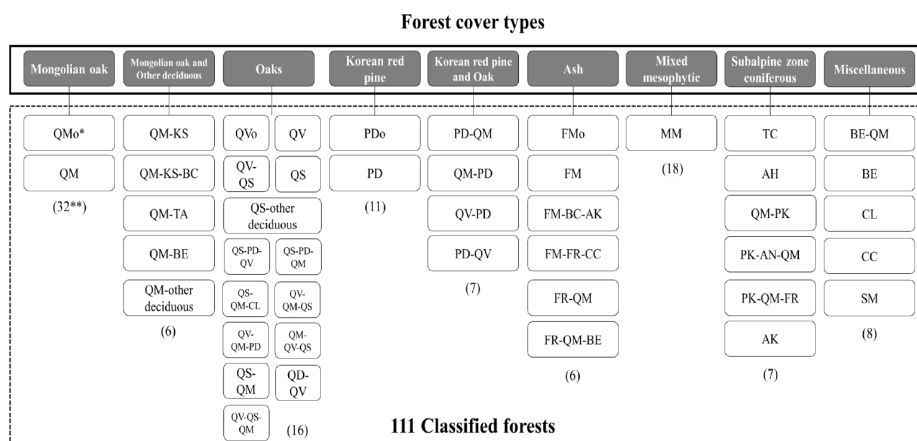 Forest cover types
Mongolian oak
Mongolian oak and
Other deciduous
Oaks
Korean red
pine
Korean red pine
and Oak
Ash
Mixed
mesophytic
Subalpine zone
coniferous
Miscellaneous
QMo*
QM
(32**)
QM-KS
QM-KS-BC
QM-TA
QM-BE
QM-other
deciduous
(6)
QVo
QV
QV-
QS
QS
QS-other
deciduous
QS-PD-
QV
QS-PD-
QM
QS-
QM-CL
QV-
QM-QS
QV-
QM-PD
QM-
QV-QS
QS-
QM
QD-
QV
QV-QS-
QM
(16)
PDo
PD
(11)
PD-QM
QM-PD
QV-PD
PD-QV
(7)
FMo
FM
FM-BC-AK
FM-FR-CC
FR-QM
FR-QM-BE
(6)
MM
(18)
TC
AH
QM-PK
PK-AN-QM
PK-QM-FR
AK
(7)
BE-QM
BE
CL
CC
SM
(8)
111 Classified forests